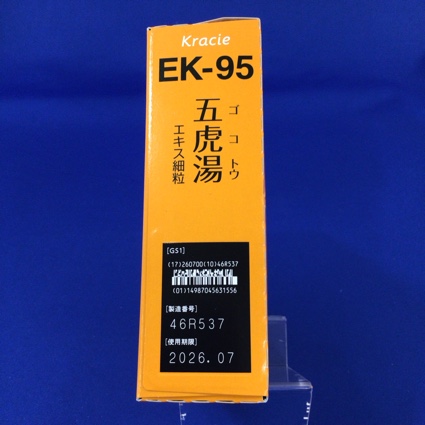 Kracie
EK-95
五虎湯
ゴコトウ
エキス細粒
[GS1]
(17)260700(10)46R537
(01)14987045631556
[製造番号]
46R537
[使用期限]
2026.07